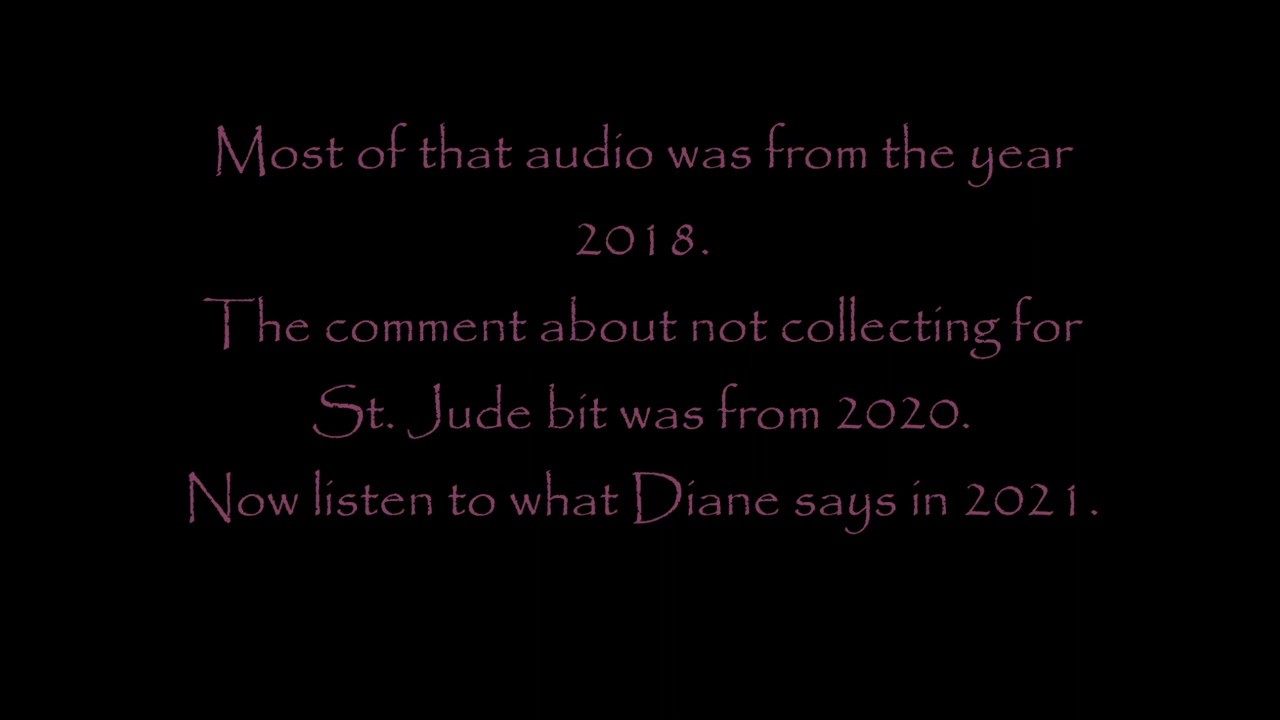 Most of that audio was from the year
2018.
The comment about not collecting for
St. Jude bit was from 2020.
Now listen to what Diane says in 2021.